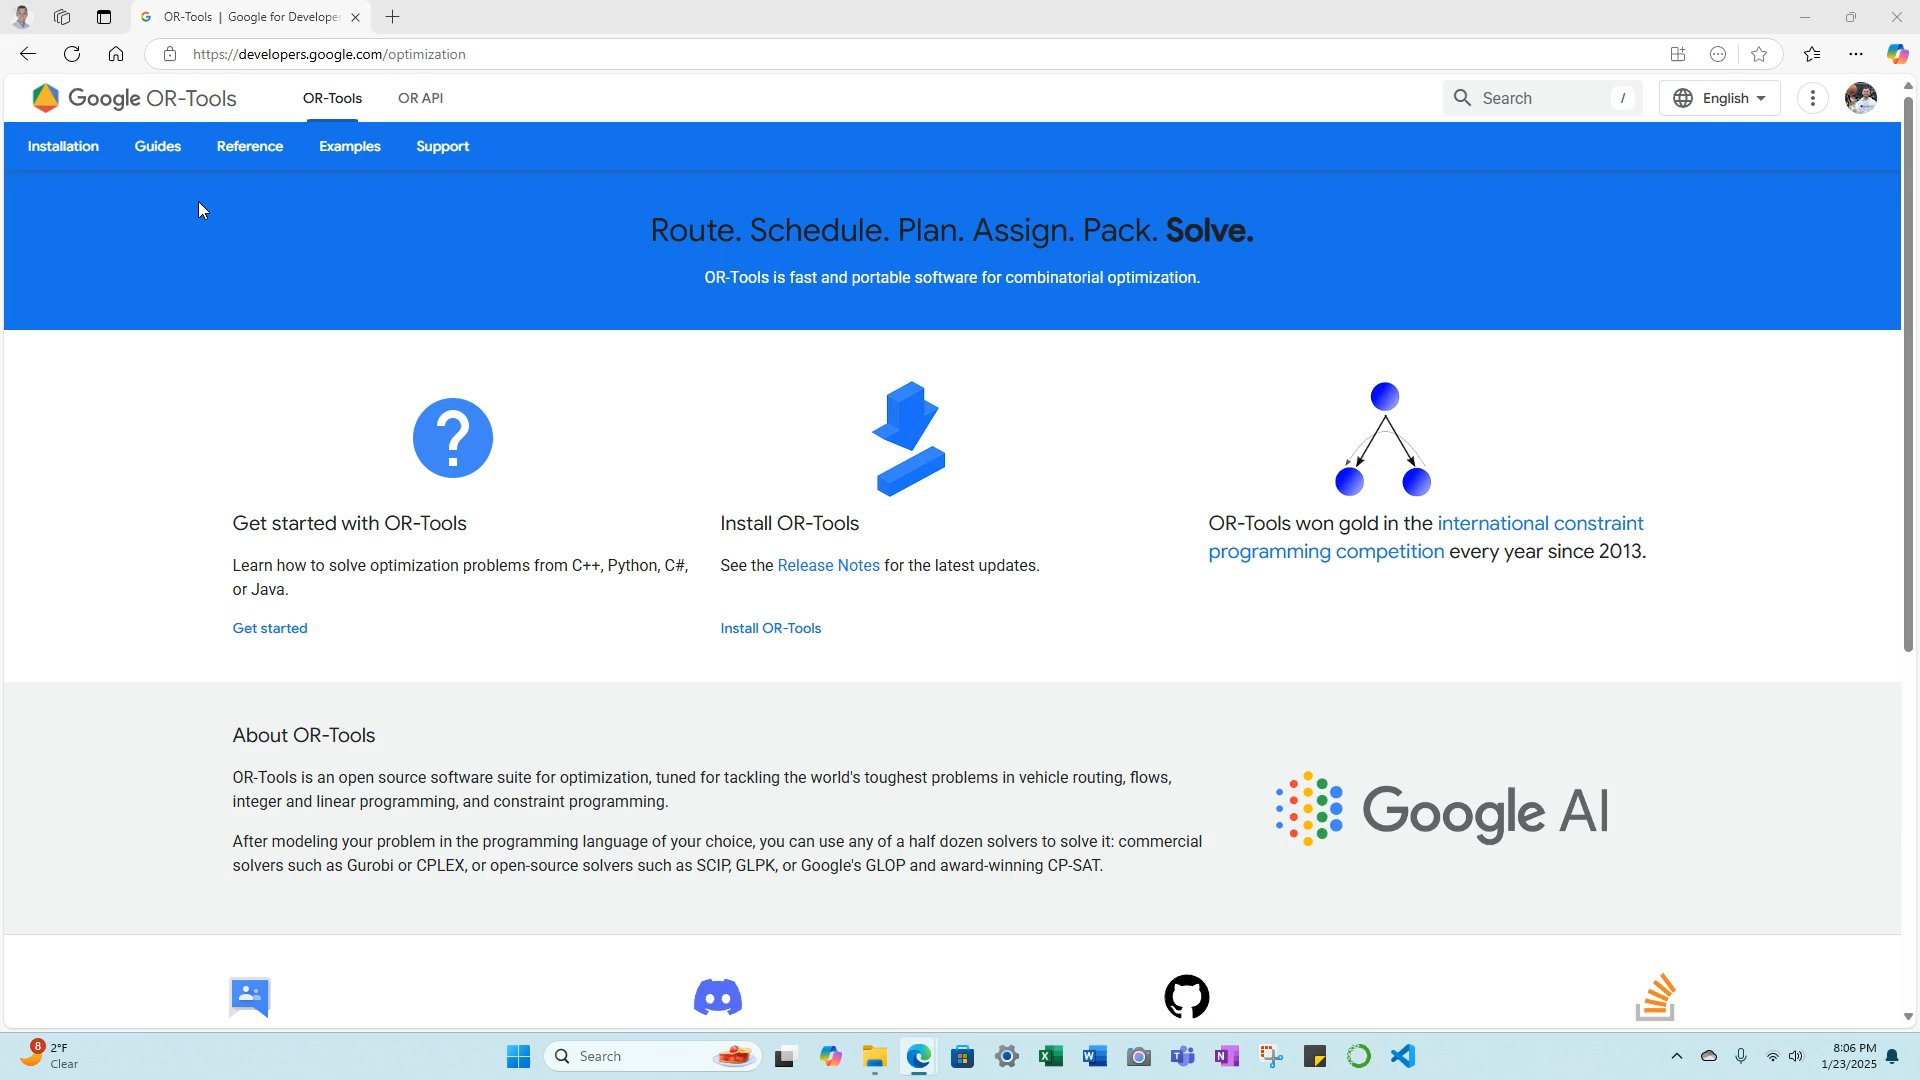 OR-Tools | Google for Developer
https://developers.google.com/optimization
Google OR-Tools
OR-Tools
OR API
Search
/
English
Installation
Guides
Reference
Examples
Support
Route. Schedule. Plan. Assign. Pack. Solve.
OR-Tools is fast and portable software for combinatorial optimization.
?
Get started with OR-Tools
Learn how to solve optimization problems from C++, Python, C#,
or Java.
Get started
Install OR-Tools
See the Release Notes for the latest updates.
Install OR-Tools
OR-Tools won gold in the international constraint
programming competition every year since 2013.
About OR-Tools
OR-Tools is an open source software suite for optimization, tuned for tackling the world's toughest problems in vehicle routing, flows,
integer and linear programming, and constraint programming.
After modeling your problem in the programming language of your choice, you can use any of a half dozen solvers to solve it: commercial
solvers such as Gurobi or CPLEX, or open-source solvers such as SCIP, GLPK, or Google's GLOP and award-winning CP-SAT.
Google AI
8
2°F
Clear
Search
8:06 PM
1/23/2025